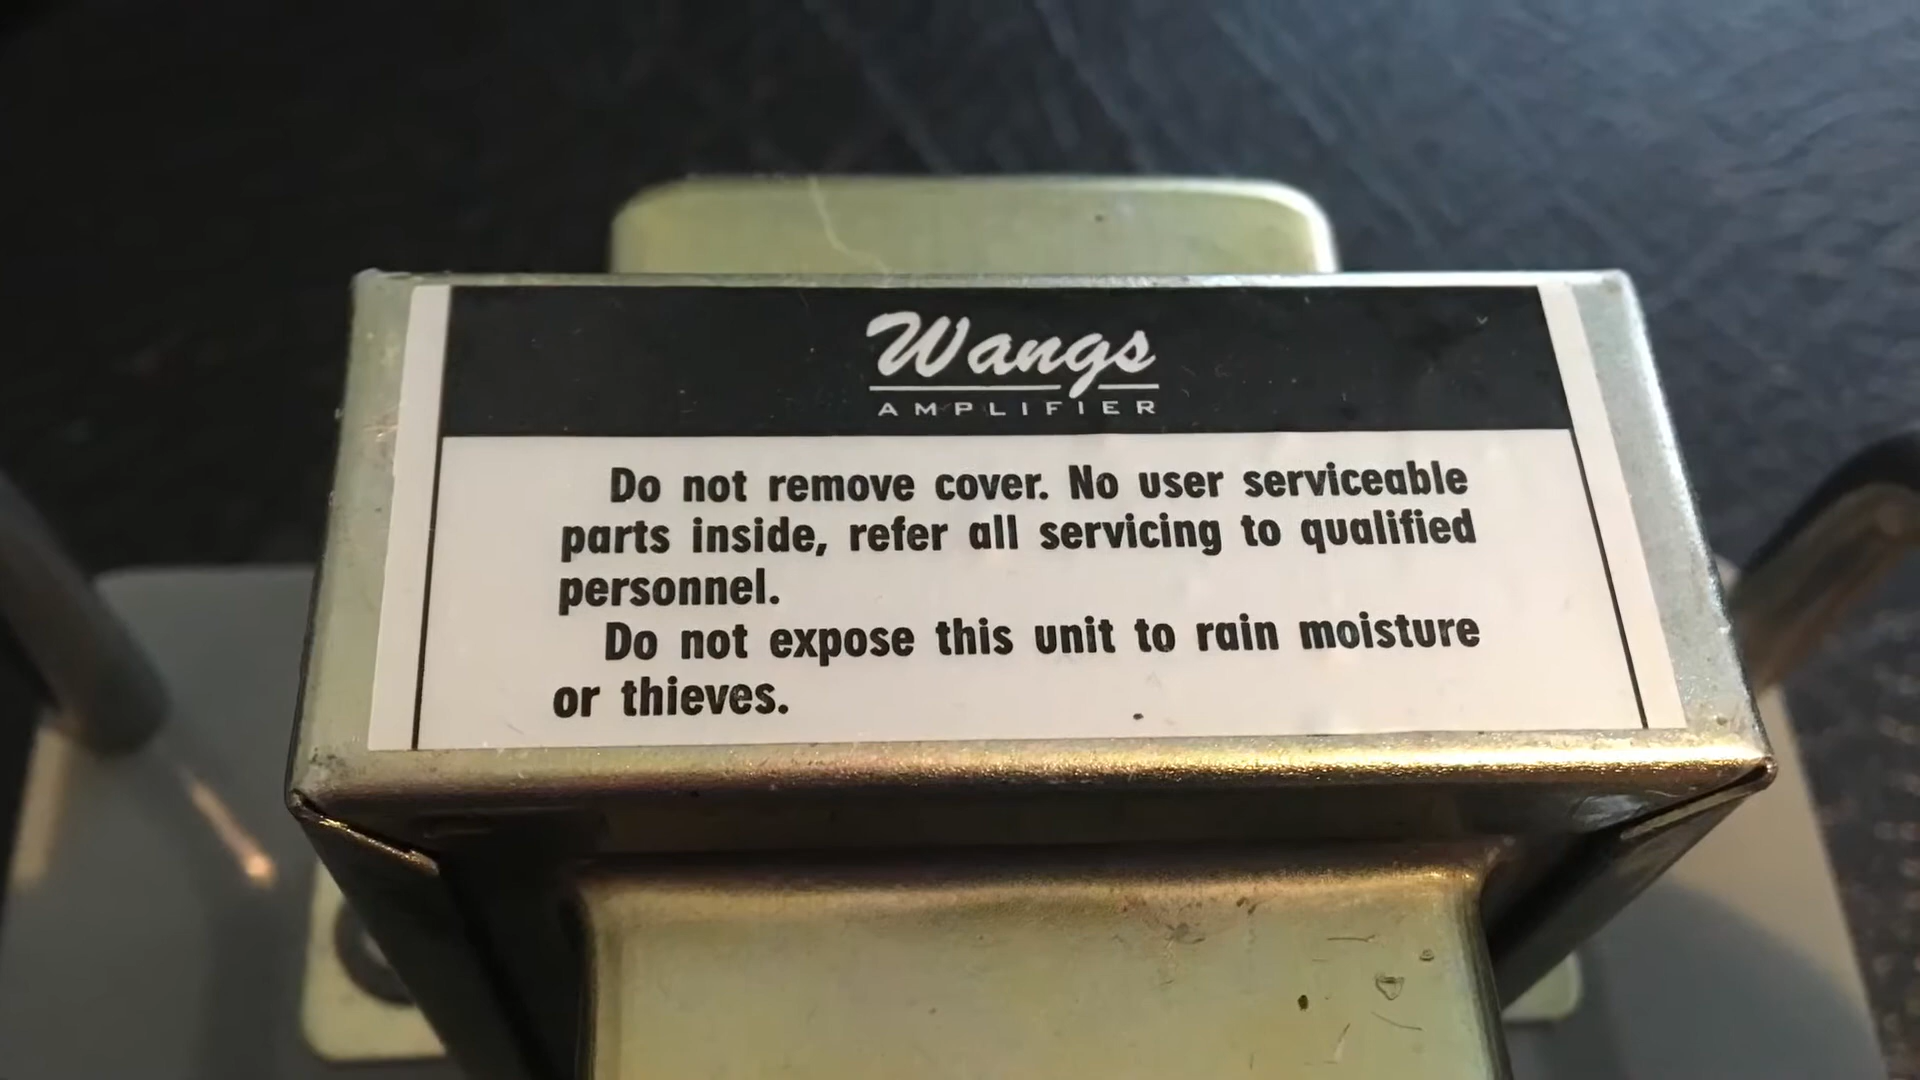 Wangs
AMPLIFIER
Do not remove cover. No user serviceable
parts inside, refer all servicing to qualified
personnel.
Do not expose this unit to rain moisture
or thieves.